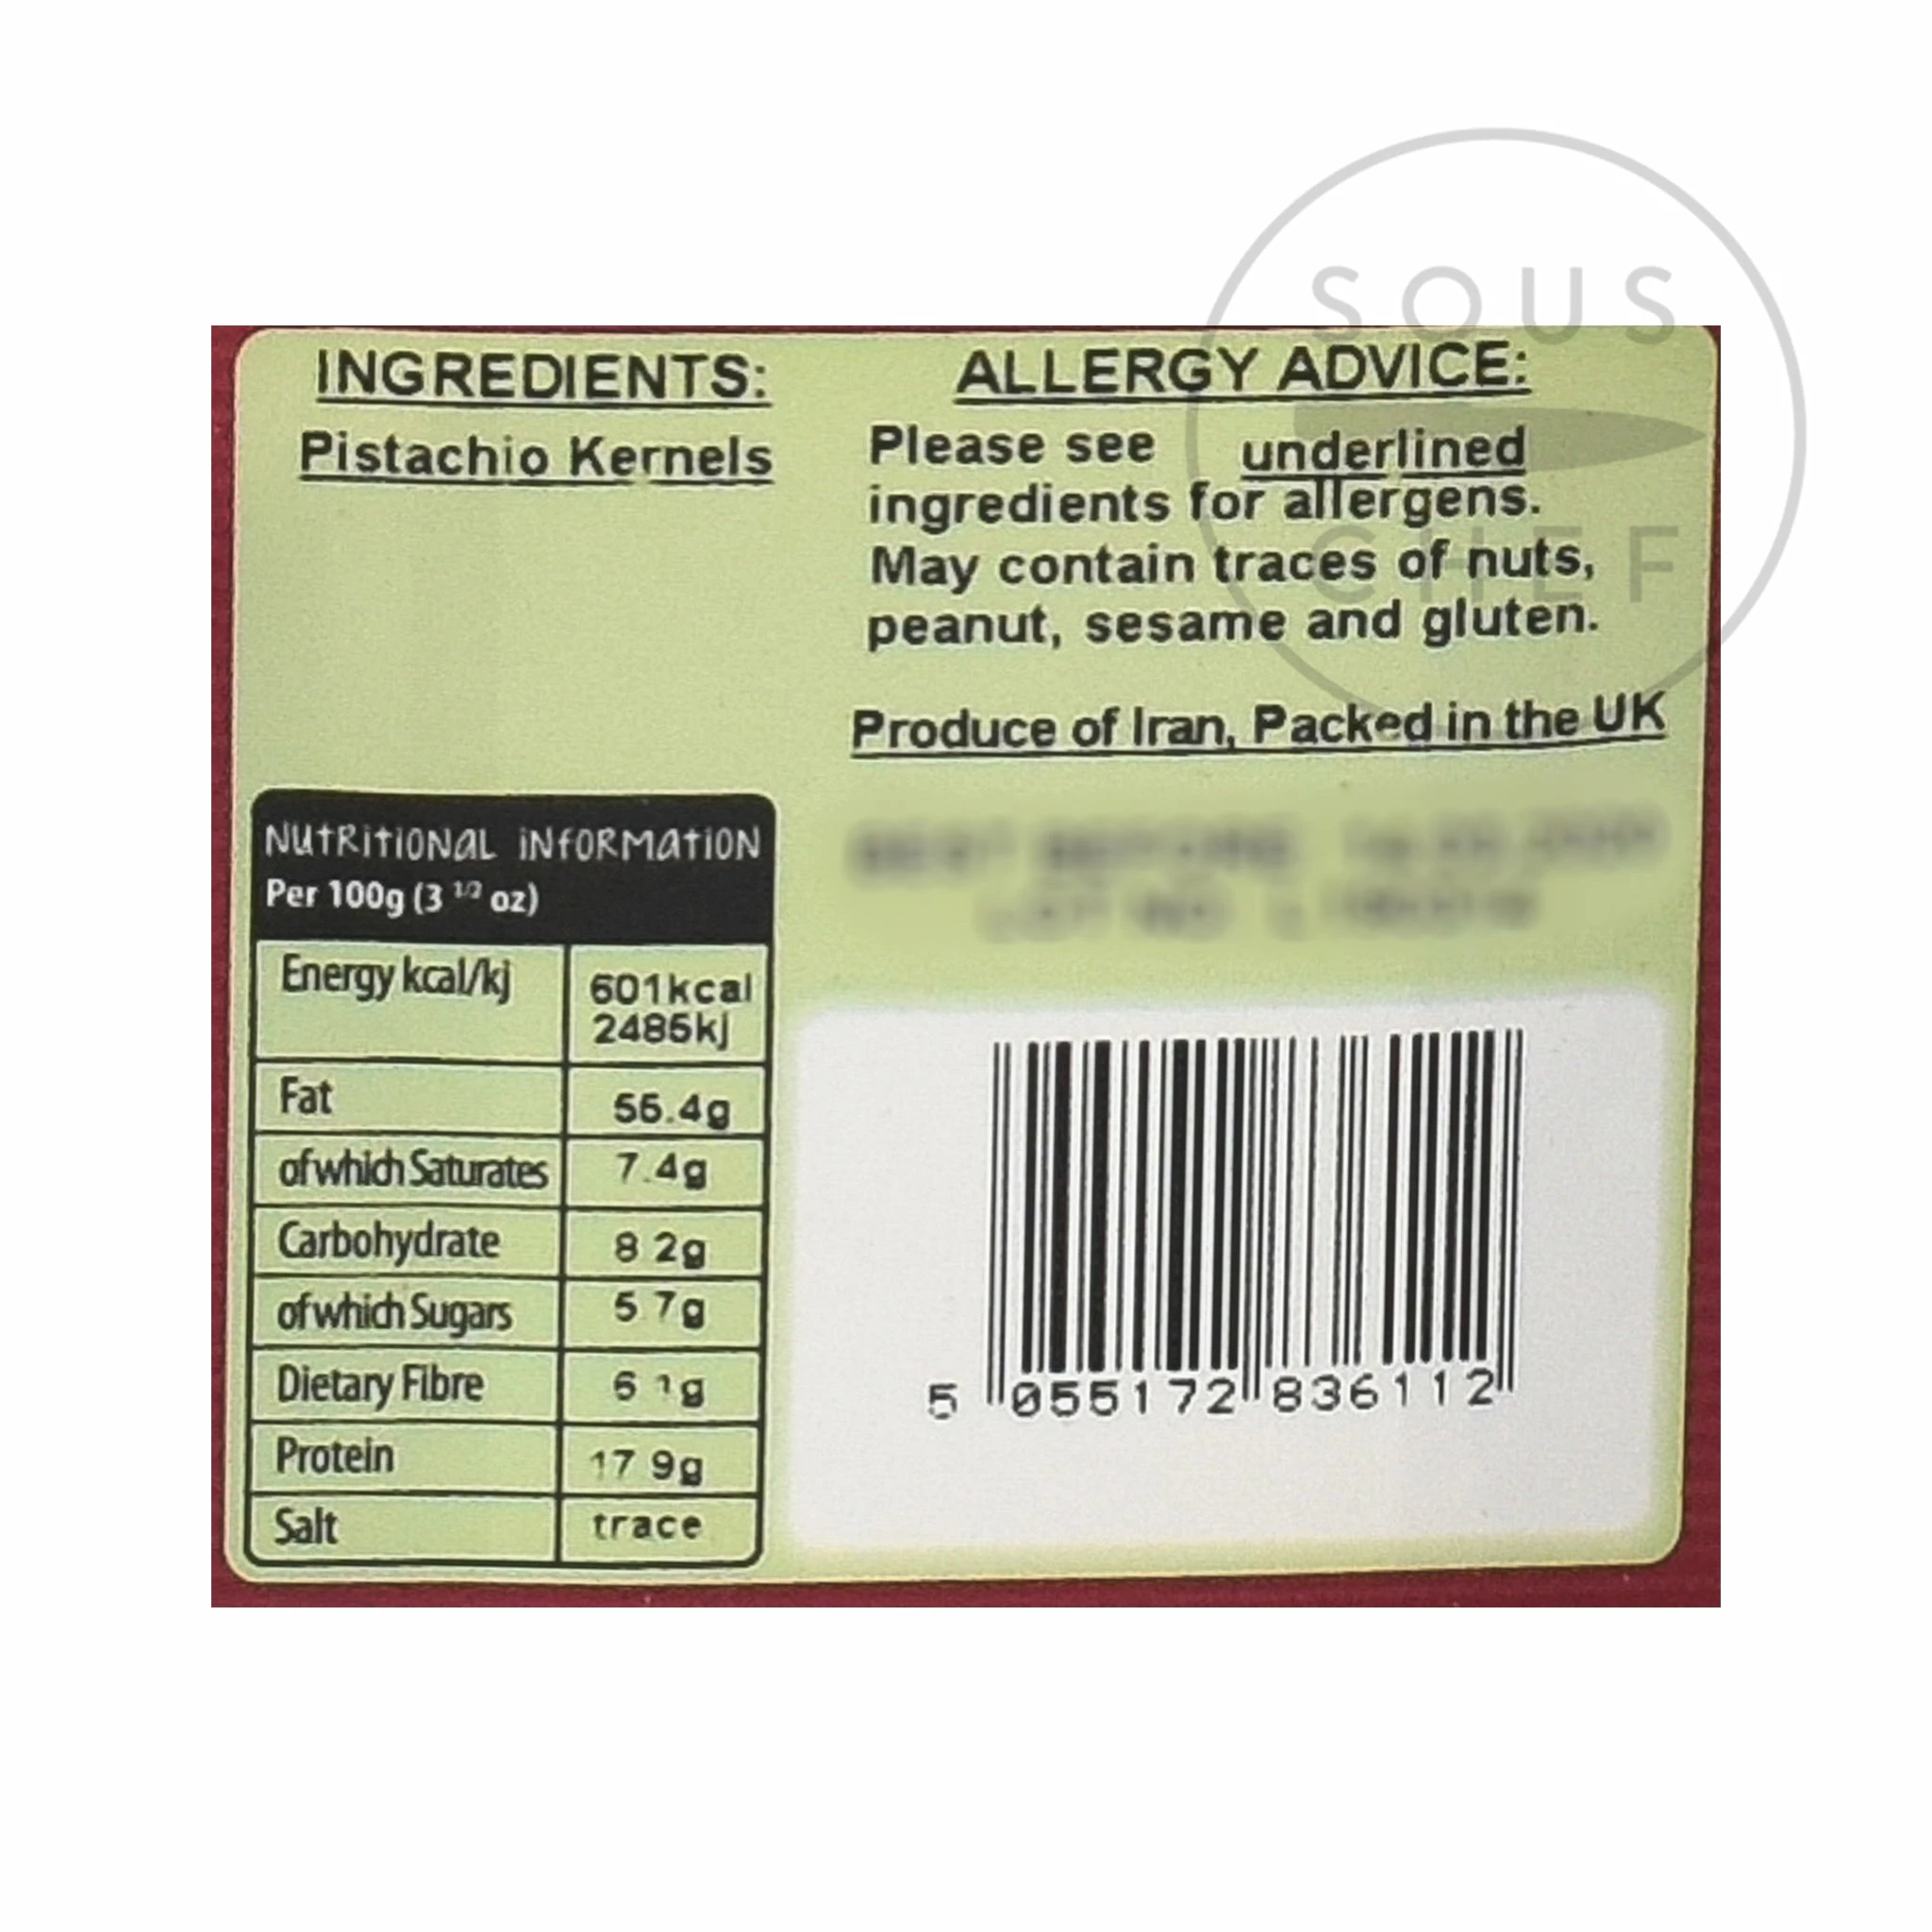 SOUS
CHEF
INGREDIENTS:
Pistachio Kernels
ALLERGY ADVICE:
Please see underlined
ingredients for allergens.
May contain traces of nuts,
peanut, sesame and gluten.
Produce of Iran, Packed in the UK
NUTRITIONAL INFORMATION
Per 100g (3 1/2 oz)
Energy kcal/kj 601kcal
2485kj
Fat 55.4g
of which Saturates 7.4g
Carbohydrate 8 2g
of which Sugars 5 7g
Dietary Fibre 6 1g
Protein 17 9g
Salt trace
5 055172 836112